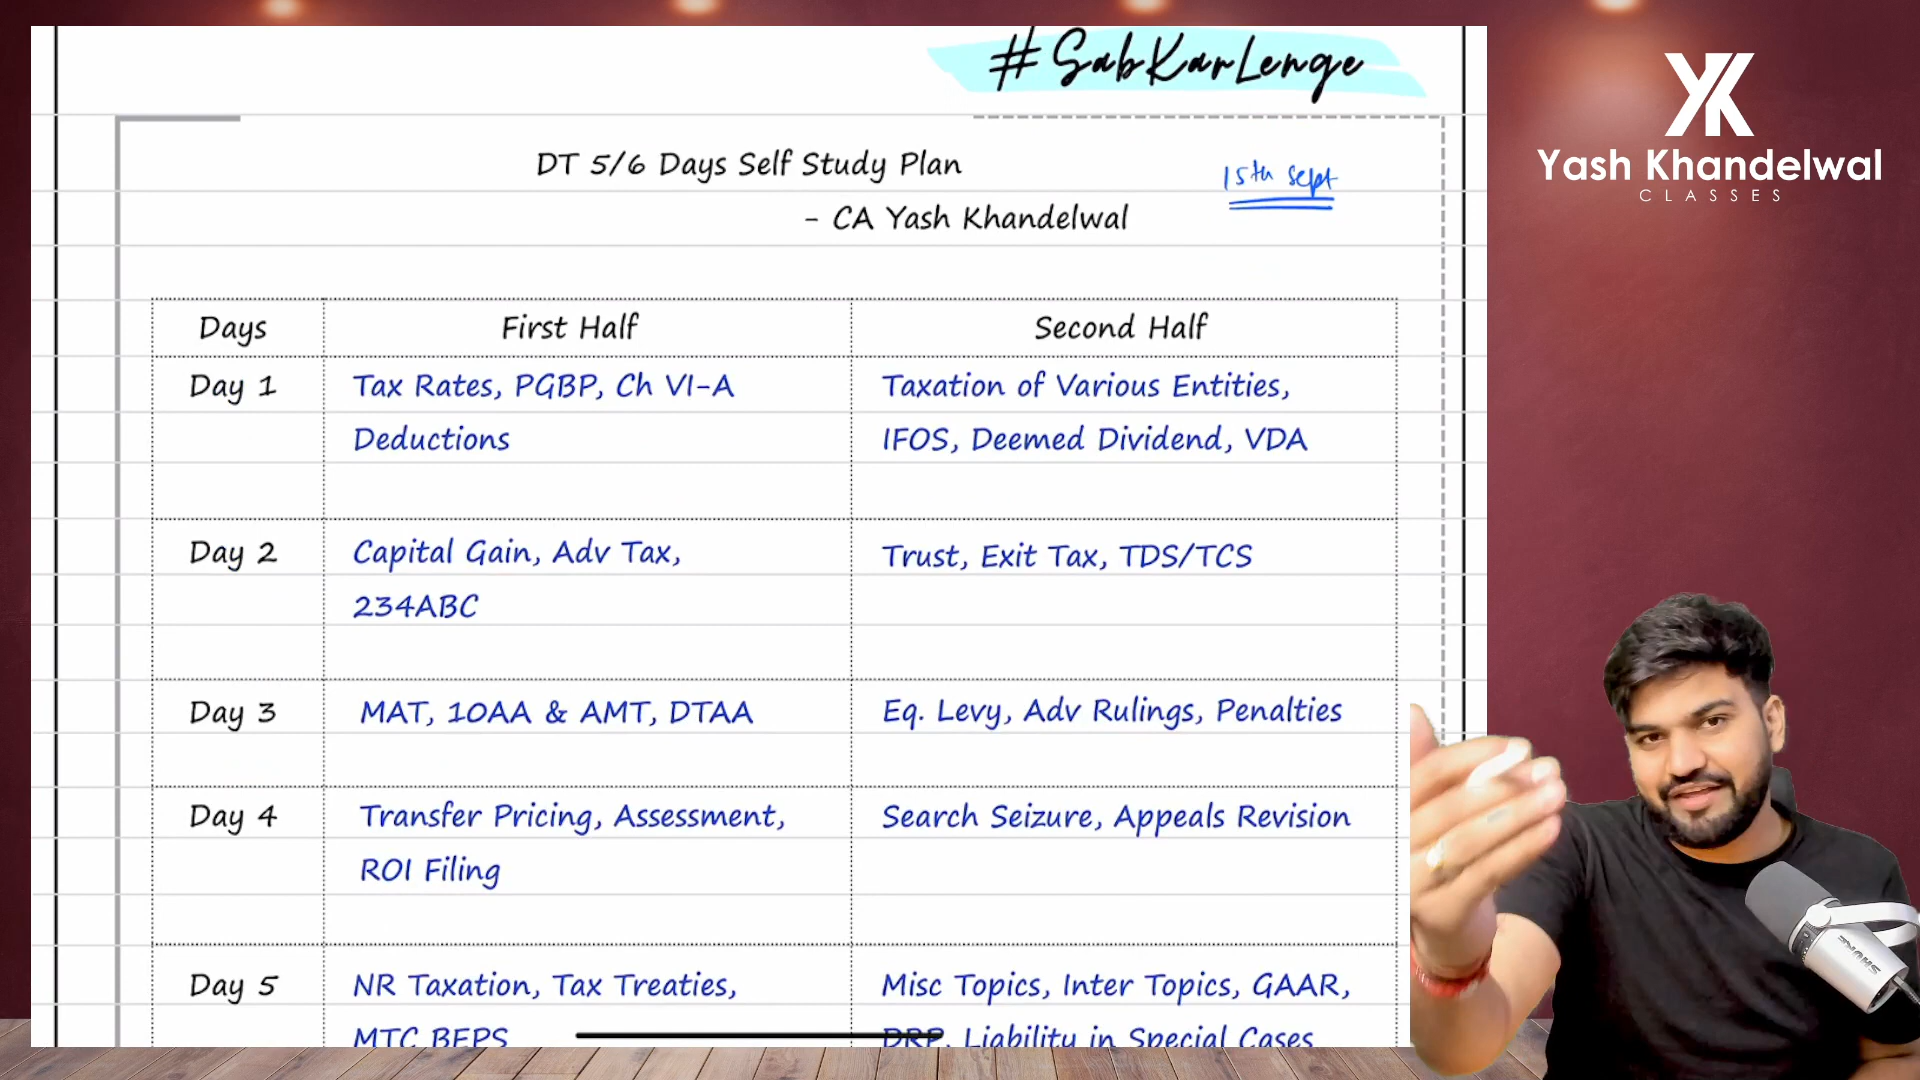 #SabKarLenge
YK
Yash Khandelwal
CLASSES
DT 5/6 Days Self Study Plan
15th Sept
- CA Yash Khandelwal
Days First Half Second Half
Day 1 Tax Rates, PGBP, Ch VI-A Taxation of Various Entities,
Deductions IFOS, Deemed Dividend, VDA
Day 2 Capital Gain, Adv Tax, Trust, Exit Tax, TDS/TCS
234ABC
Day 3 MAT, 10AA & AMT, DTAA Eq. Levy, Adv Rulings, Penalties
Day 4 Transfer Pricing, Assessment, Search Seizure, Appeals Revision
ROI Filing
Day 5 NR Taxation, Tax Treaties, Misc Topics, Inter Topics, GAAR,
MTC BEPS DRP, Liability in Special Cases
SHURE